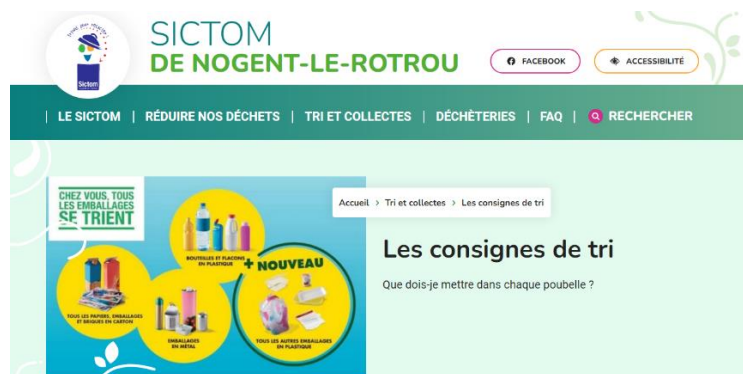 SICTOM
DE NOGENT-LE-ROTROU
Sictom
FACEBOOK
ACCESSIBILITÉ
LE SICTOM | RÉDUIRE NOS DÉCHETS | TRI ET COLLECTES | DÉCHÈTERIES | FAQ | RECHERCHER
Accueil > Tri et collectes > Les consignes de tri
CHEZ VOUS, TOUS
LES EMBALLAGES
SE TRIENT
BOUTEILLES ET FLACONS
EN PLASTIQUE
+ NOUVEAU
TOUS LES PAPIERS, EMBALLAGES
ET BRIQUES EN CARTON
EMBALLAGES
EN MÉTAL
TOUS LES AUTRES EMBALLAGES
EN PLASTIQUE
Les consignes de tri
Que dois-je mettre dans chaque poubelle ?